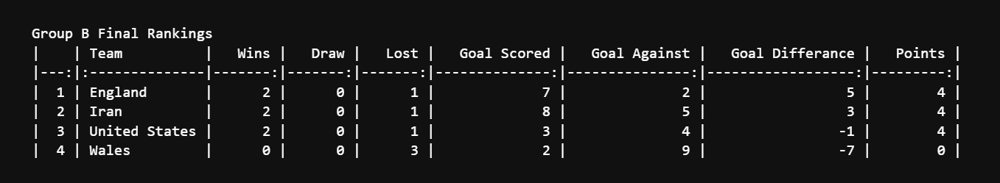 Group B Final Rankings
|    | Team          |   Wins |   Draw |   Lost |   Goal Scored |   Goal Against |   Goal Differance |   Points |
|---:|:--------------|-------:|-------:|-------:|--------------:|---------------:|------------------:|---------:|
|  1 | England       |      2 |      0 |      1 |             7 |              2 |                 5 |        4 |
|  2 | Iran          |      2 |      0 |      1 |             8 |              5 |                 3 |        4 |
|  3 | United States |      2 |      0 |      1 |             3 |              4 |                -1 |        4 |
|  4 | Wales         |      0 |      0 |      3 |             2 |              9 |                -7 |        0 |